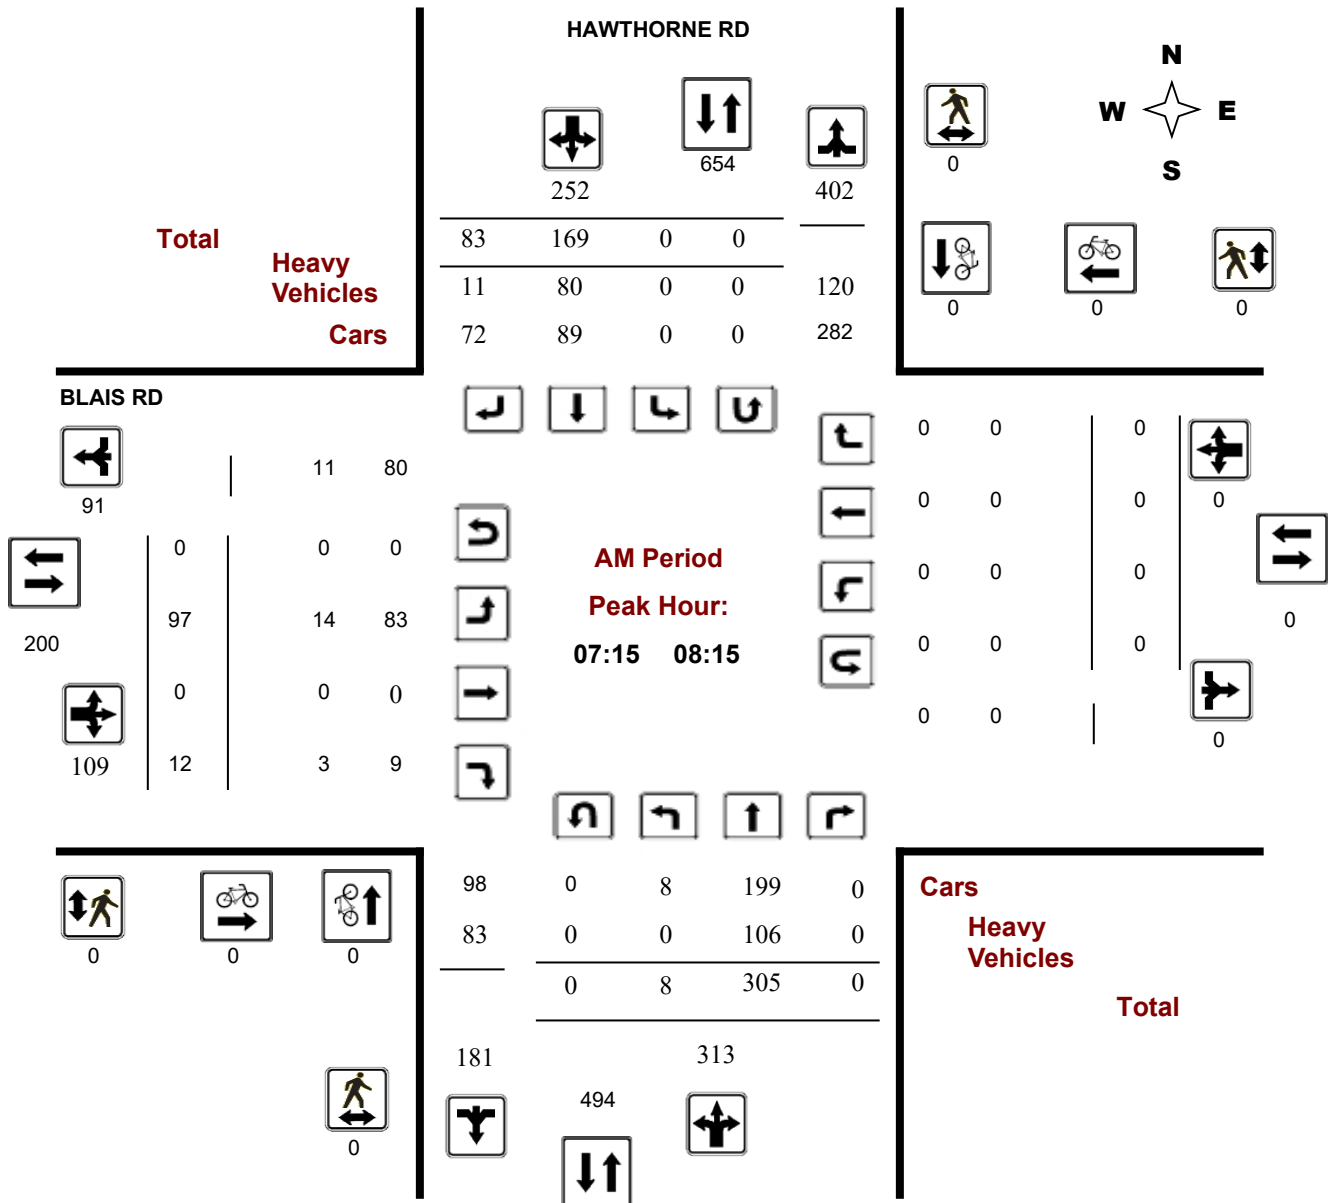 HAWTHORNE RD
N
W E
S
654
0
252 402
Total
83 169 0 0
0 0 0
Heavy
Vehicles
11 80 0 0 120
Cars
72 89 0 0 282
BLAIS RD
0 0 0
11 80
91
0 0 0 0
0 0 0
AM Period
0 0 0
Peak Hour:
97 14 83
0
200
07:15 08:15
0 0 0
0 0 0
0 0
0
109 12 3 9
98 0 8 199 0
Cars
83 0 0 106 0
Heavy
Vehicles
0 0 0
0 8 305 0
Total
181 313
494
0